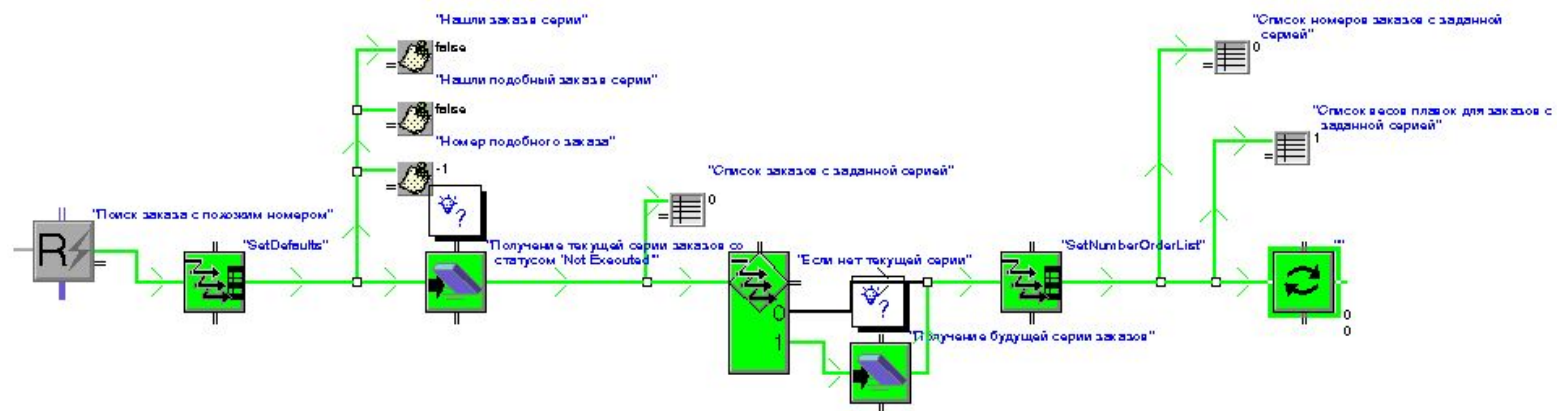 "Нашли заказ в серии"
false
"Нашли подобный заказ в серии"
false
"Номер подобного заказа"
-1
"Список номеров заказов с заданной
серией"
0
"Список весов плавок для заказов с
заданной серией"
1
"Список заказов с заданной серией"
0
R
"Поиск заказа с похожим номером"
"SetDefaults"
?
"Получение текущей серии заказов со
статусом 'Not Executed'"
"Если нет текущей серии"
0
1
?
"Получение будущей серии заказов"
"SetNumberOrderList"
""
0
0